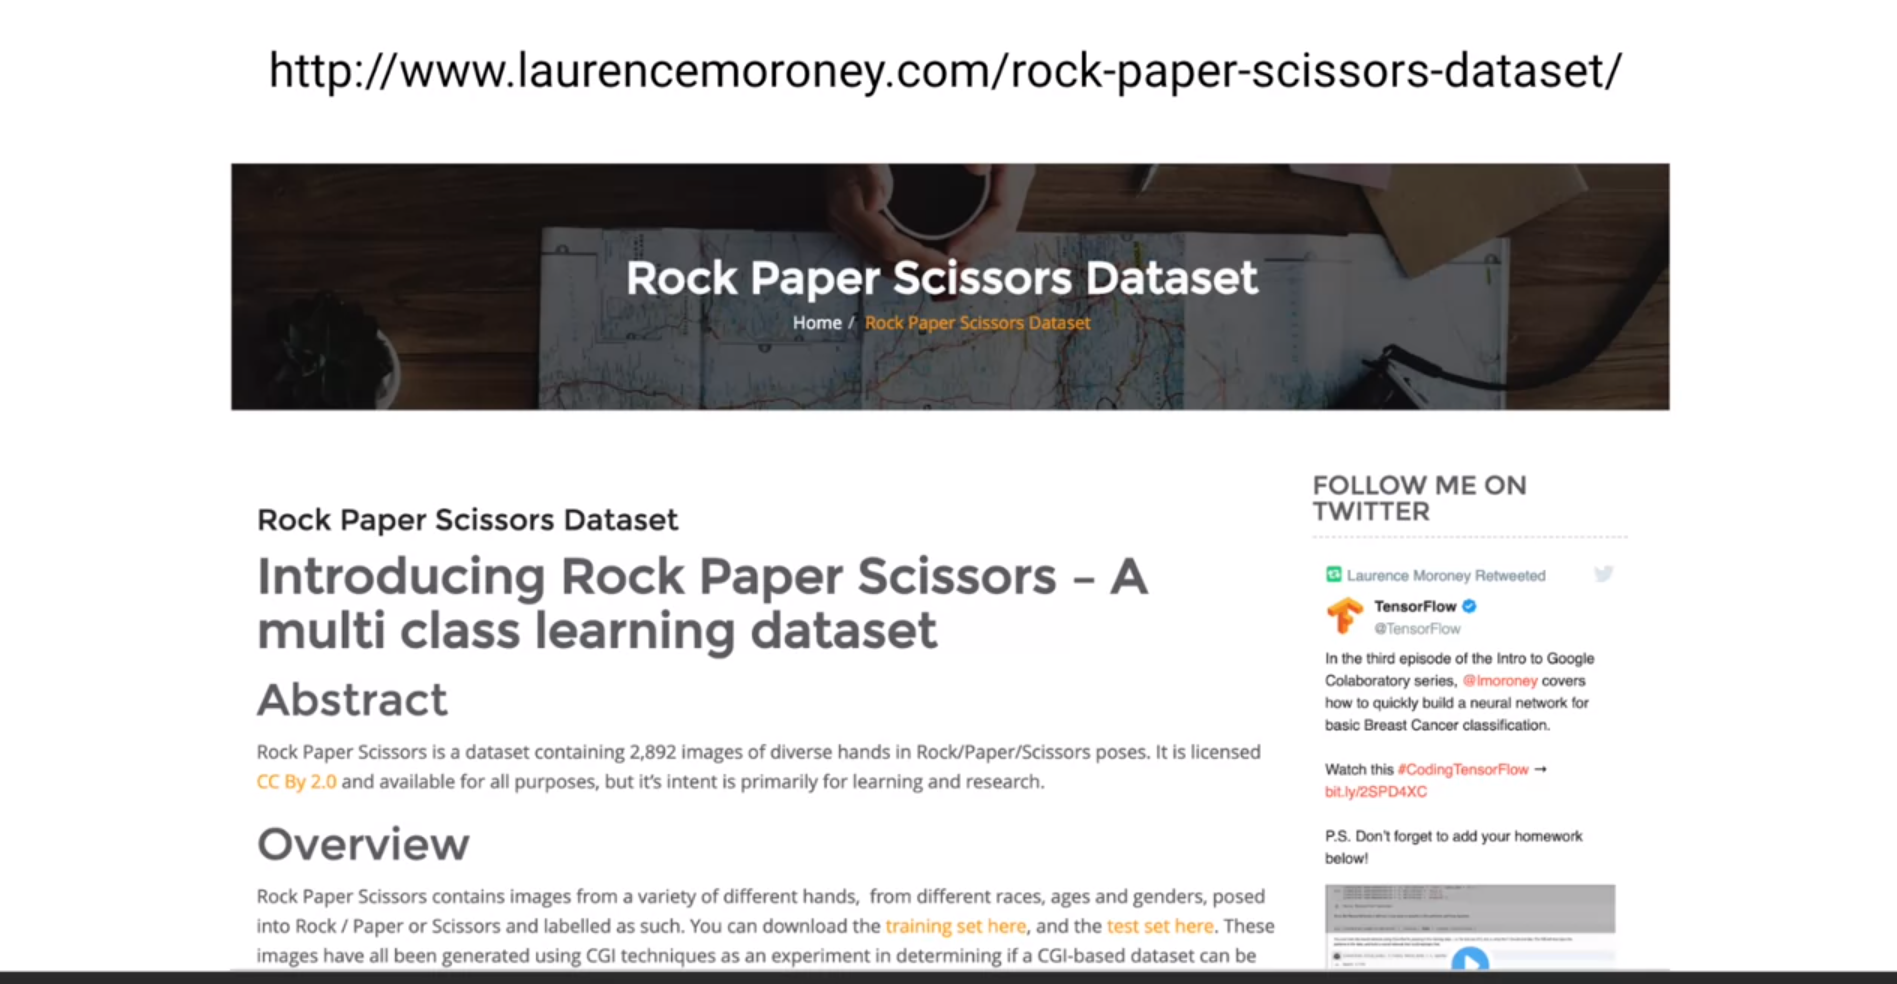 http://www.laurencemoroney.com/rock-paper-scissors-dataset/
Rock Paper Scissors Dataset
Home / Rock Paper Scissors Dataset
Rock Paper Scissors Dataset
Introducing Rock Paper Scissors – A
multi class learning dataset
Abstract
Rock Paper Scissors is a dataset containing 2,892 images of diverse hands in Rock/Paper/Scissors poses. It is licensed
CC By 2.0 and available for all purposes, but it’s intent is primarily for learning and research.
Overview
Rock Paper Scissors contains images from a variety of different hands,  from different races, ages and genders, posed
into Rock / Paper or Scissors and labelled as such. You can download the training set here, and the test set here. These
images have all been generated using CGI techniques as an experiment in determining if a CGI-based dataset can be
FOLLOW ME ON
TWITTER
Laurence Moroney Retweeted
TensorFlow
@TensorFlow
In the third episode of the Intro to Google
Colaboratory series, @lmoroney covers
how to quickly build a neural network for
basic Breast Cancer classification.
Watch this #CodingTensorFlow →
bit.ly/2SPD4XC
P.S. Don't forget to add your homework
below!